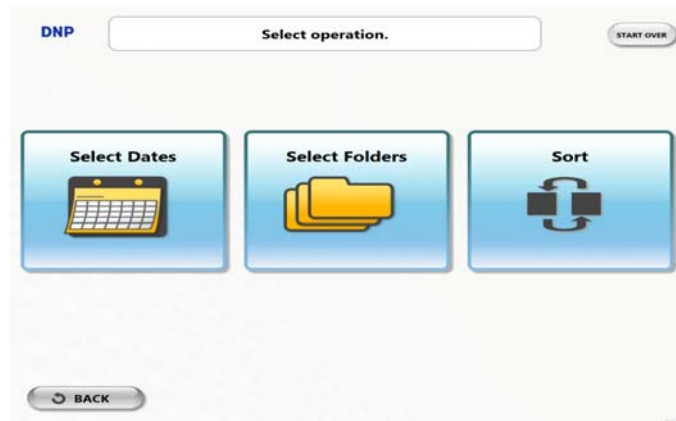 DNP
Select operation.
START OVER
Select Dates
Select Folders
Sort
BACK